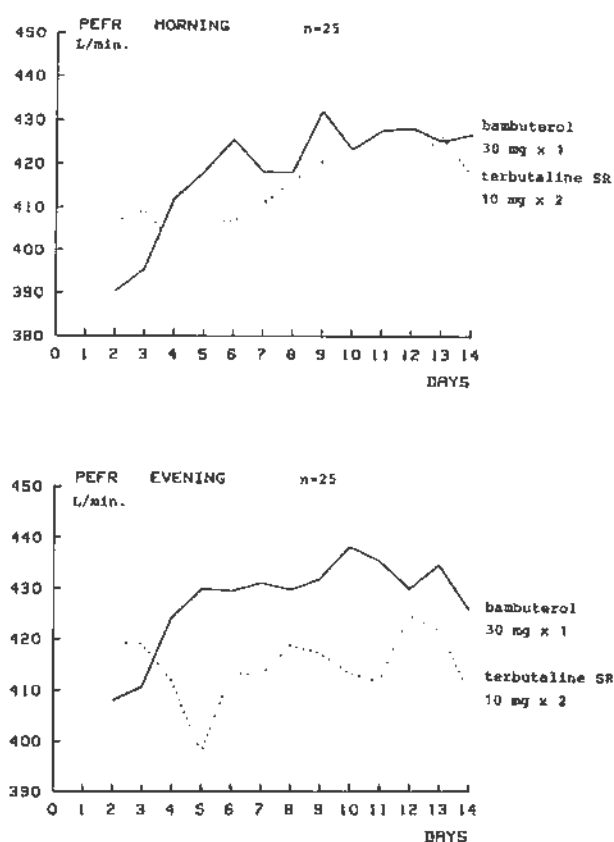 PEFR MORNING n=25
L/min.
450
440
430
420
410
400
390
380
bambuterol
30 mg x 1
terbutaline SR
10 mg x 2
0 1 2 3 4 5 6 7 8 9 10 11 12 13 14
DAYS
PEFR EVENING n=25
L/min.
450
440
430
420
410
400
390
bambuterol
30 mg x 1
terbutaline SR
10 mg x 2
0 1 2 3 4 5 6 7 8 9 10 11 12 13 14
DAYS